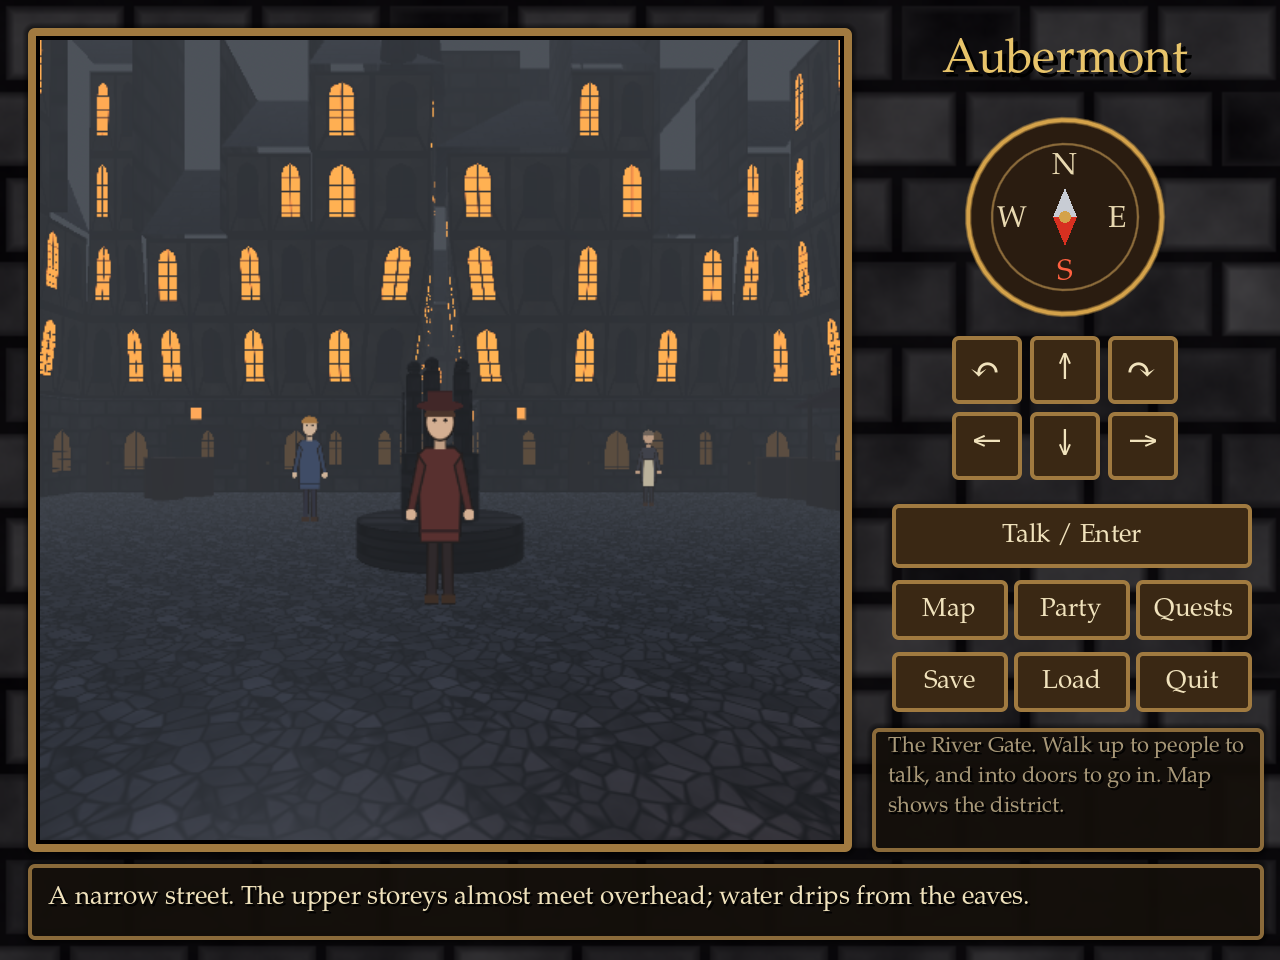 Aubermont
N
W E
S
Talk / Enter
Map Party Quests
Save Load Quit
The River Gate. Walk up to people to
talk, and into doors to go in. Map
shows the district.
A narrow street. The upper storeys almost meet overhead; water drips from the eaves.